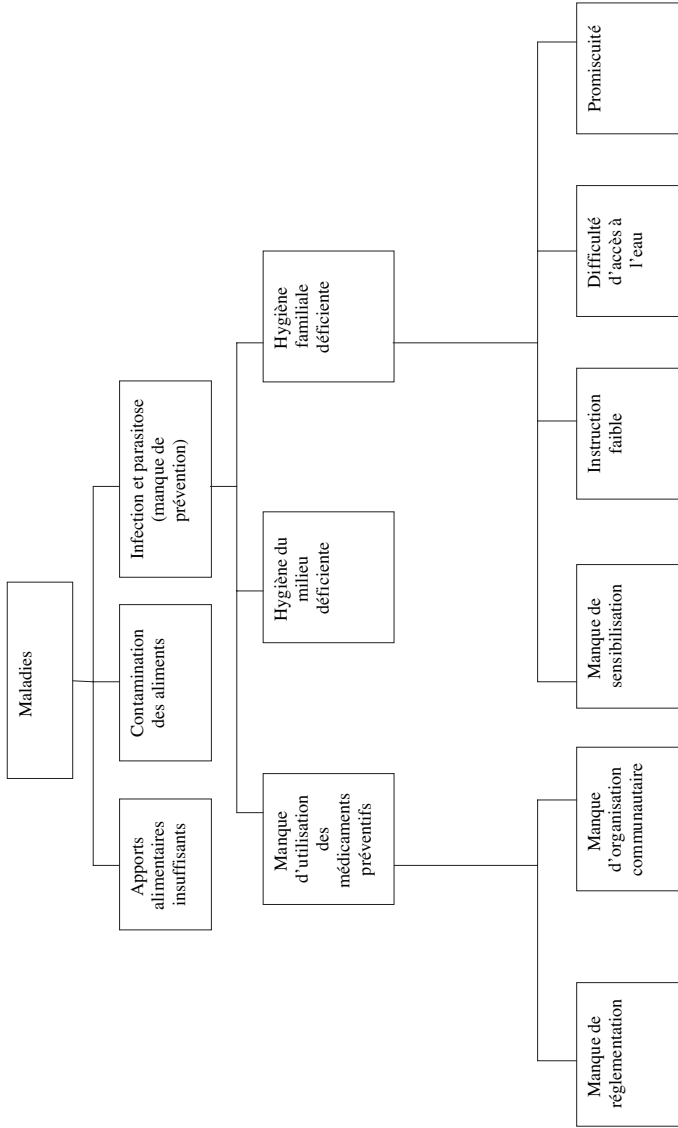 Maladies
Apports
alimentaires
insuffisants
Contamination
des aliments
Infection et parasitose
(manque de
prévention)
Manque
d’utilisation
des
médicaments
préventifs
Hygiène du
milieu
déficiente
Hygiène
familiale
déficiente
Manque de
réglementation
Manque
d’organisation
communautaire
Manque de
sensibilisation
Instruction
faible
Difficulté
d’accès à
l’eau
Promiscuité